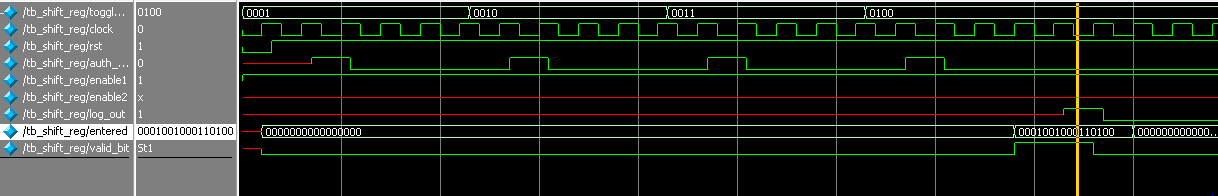 /tb_shift_reg/toggl... 0100 0001 0010 0011 0100
/tb_shift_reg/clock 0
/tb_shift_reg/rst 1
/tb_shift_reg/auth_... 0
/tb_shift_reg/enable1 1
/tb_shift_reg/enable2 x
/tb_shift_reg/log_out 1
/tb_shift_reg/entered 0001001000110100 0000000000000000 0001001000110100 000000000000...
/tb_shift_reg/valid_bit St1